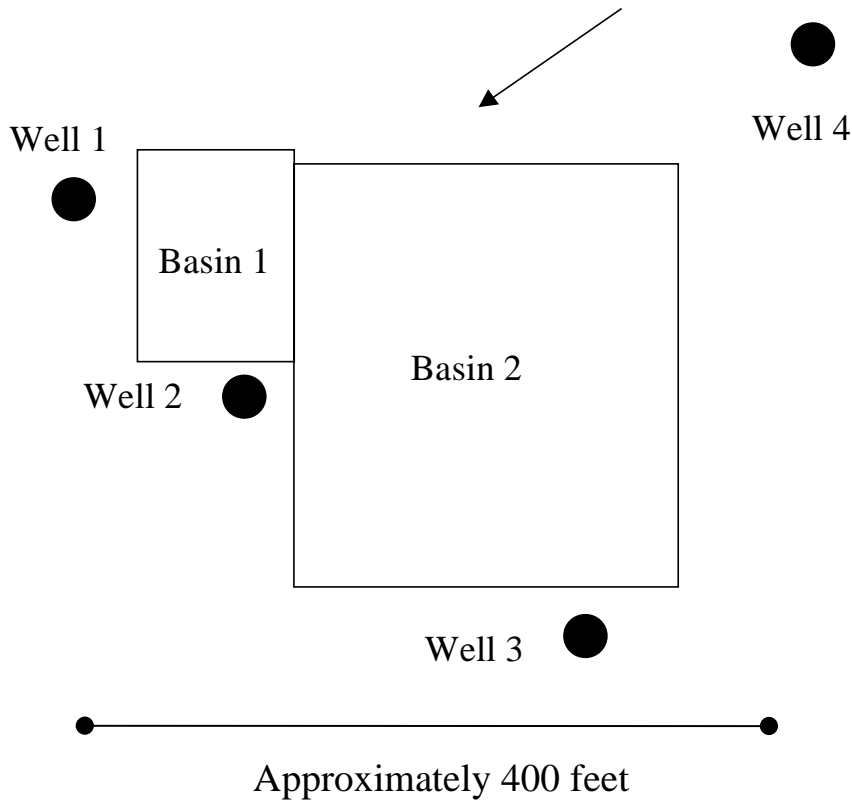 Well 4
Well 1
Basin 1
Basin 2
Well 2
Well 3
Approximately 400 feet